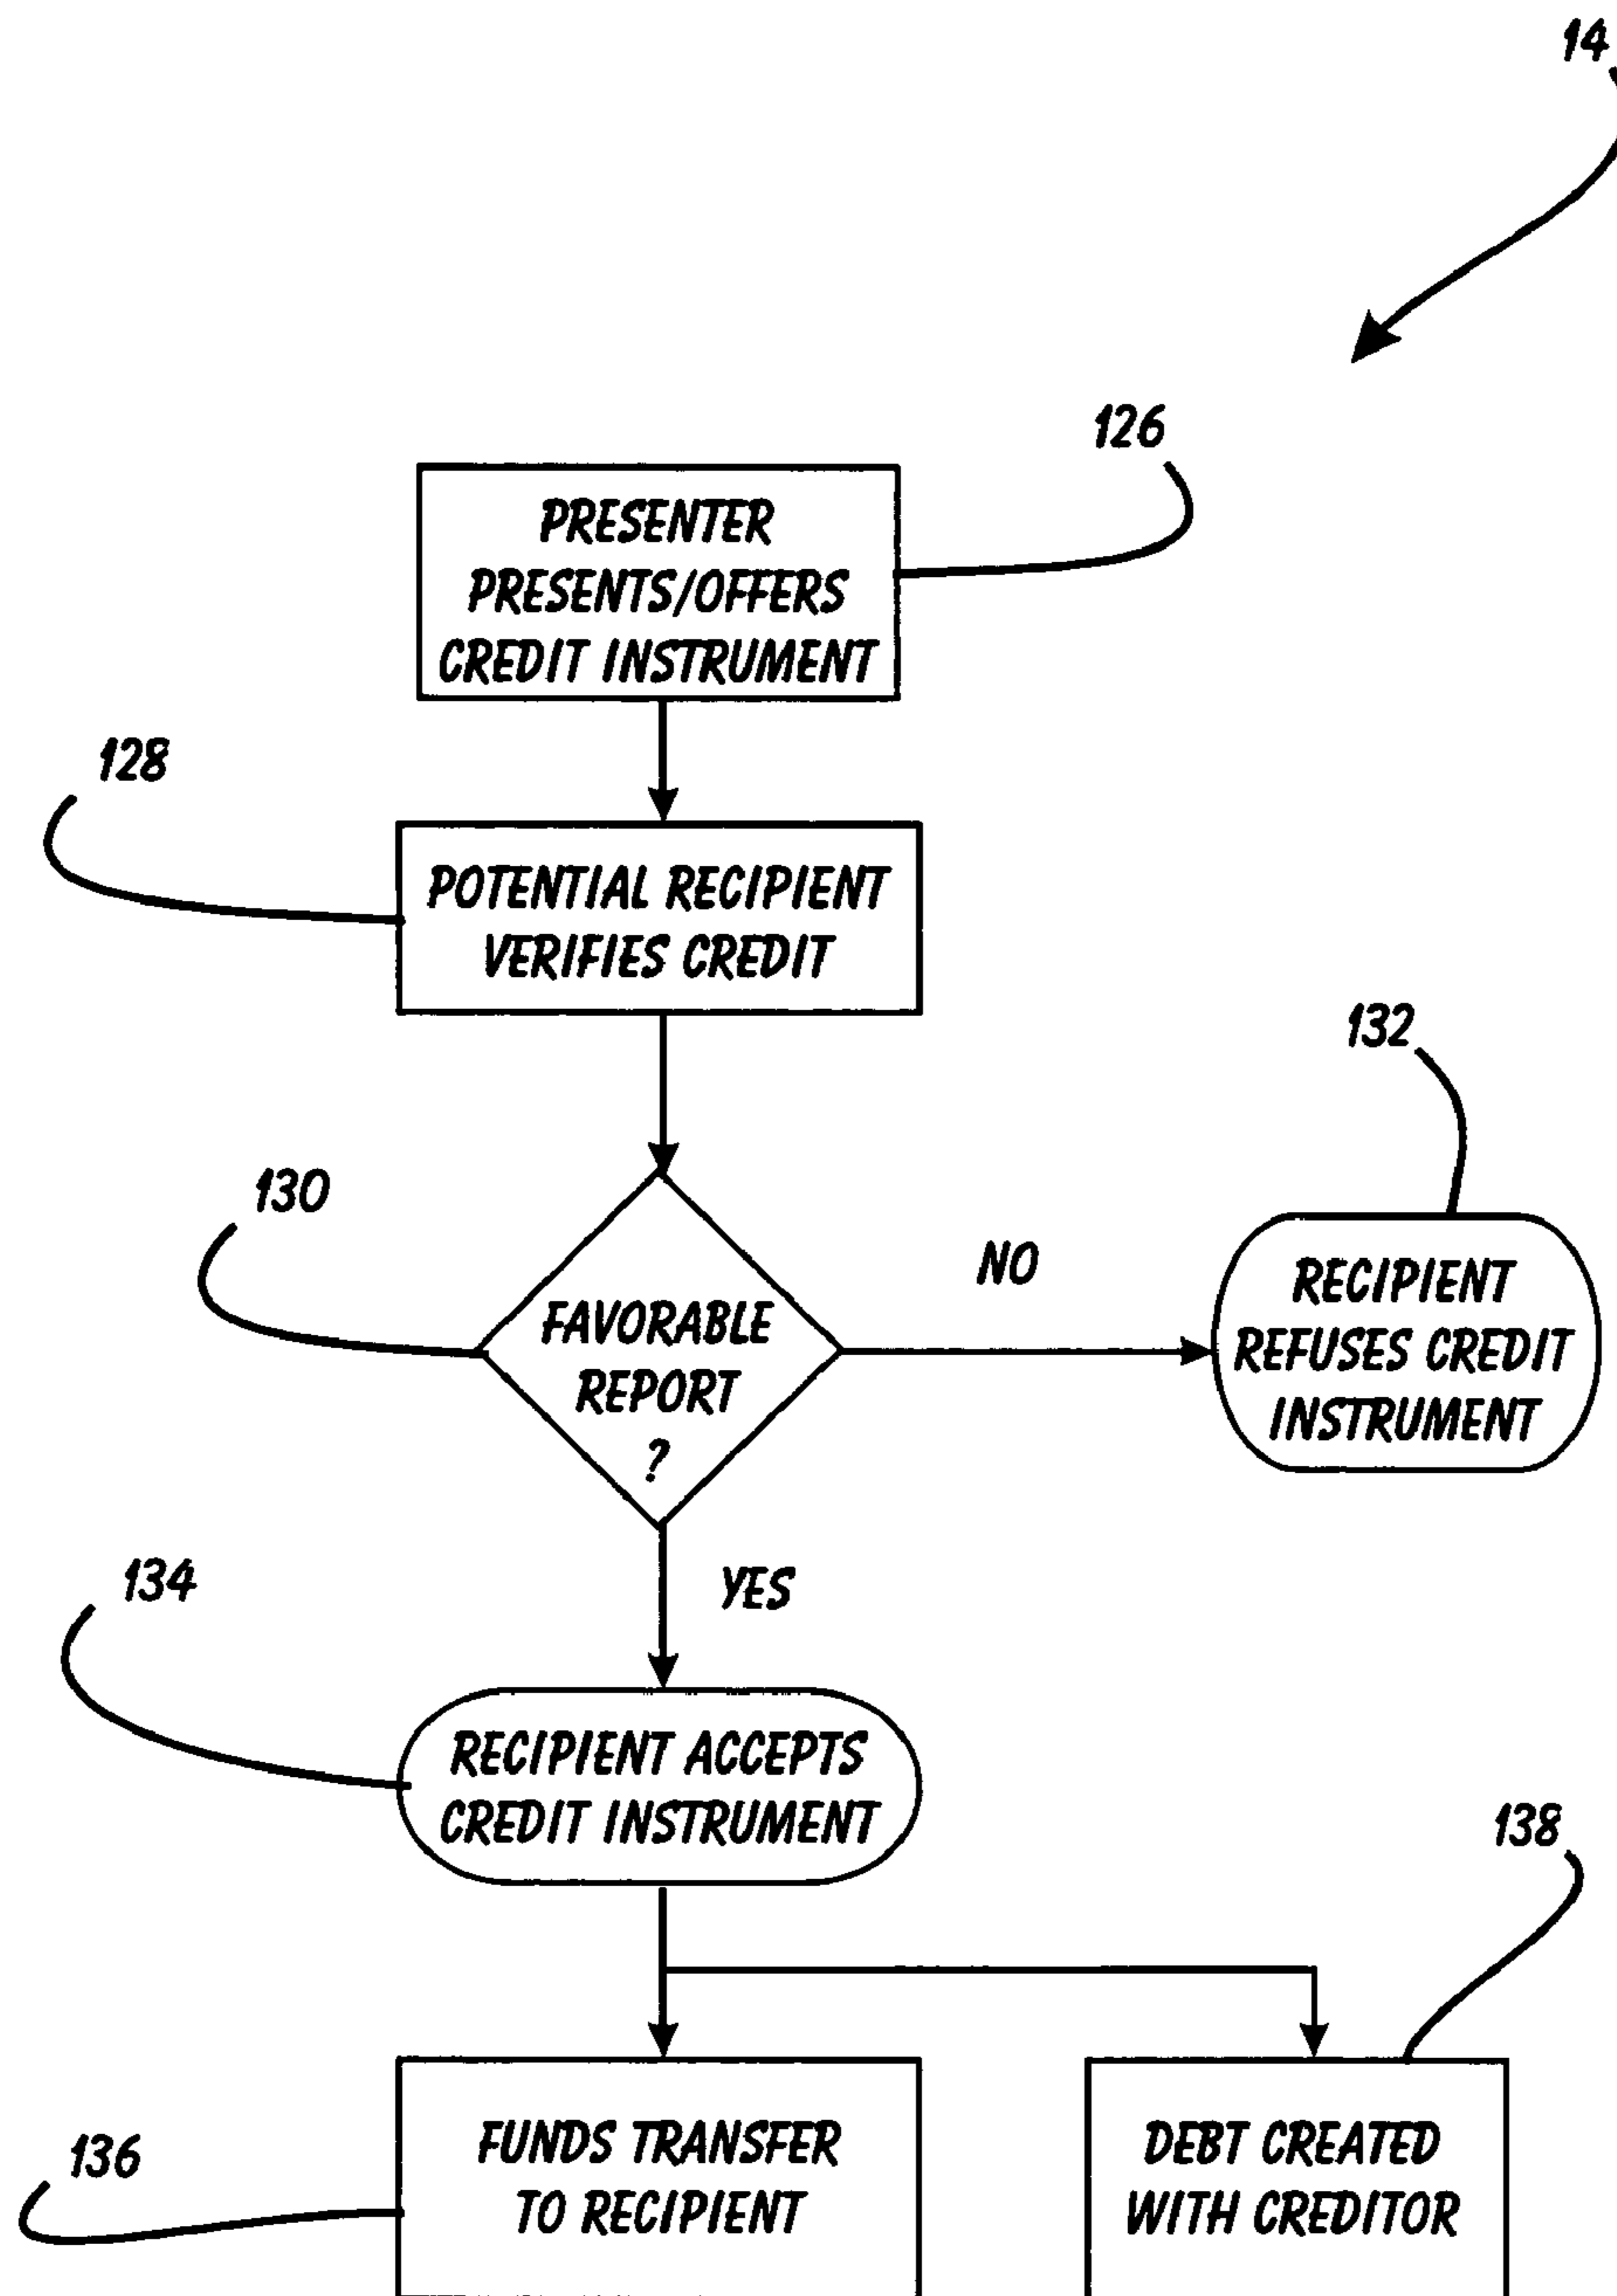 14
126
PRESENTER
PRESENTS/OFFERS
CREDIT INSTRUMENT
128
POTENTIAL RECIPIENT
VERIFIES CREDIT
132
130
NO
RECIPIENT
REFUSES CREDIT
INSTRUMENT
FAVORABLE
REPORT
?
134
YES
RECIPIENT ACCEPTS
CREDIT INSTRUMENT
138
136
FUNDS TRANSFER
TO RECIPIENT
DEBT CREATED
WITH CREDITOR